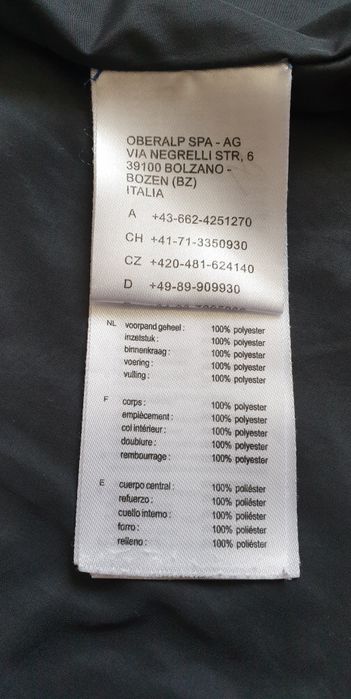 OBERALP SPA - AG
VIA NEGRELLI STR, 6
39100 BOLZANO -
BOZEN (BZ)
ITALIA
A +43-662-4251270
CH +41-71-3350930
CZ +420-481-624140
D +49-89-909930
NL voorpand geheel : 100% polyester
inzetstuk : 100% polyester
binnenkraag : 100% polyester
voering : 100% polyester
vulling : 100% polyester
F corps : 100% polyester
empiècement : 100% polyester
col intérieur : 100% polyester
doublure : 100% polyester
rembourrage : 100% polyester
E cuerpo central : 100% poliéster
refuerzo : 100% poliéster
cuello interno : 100% poliéster
forro : 100% poliéster
relleno : 100% poliéster